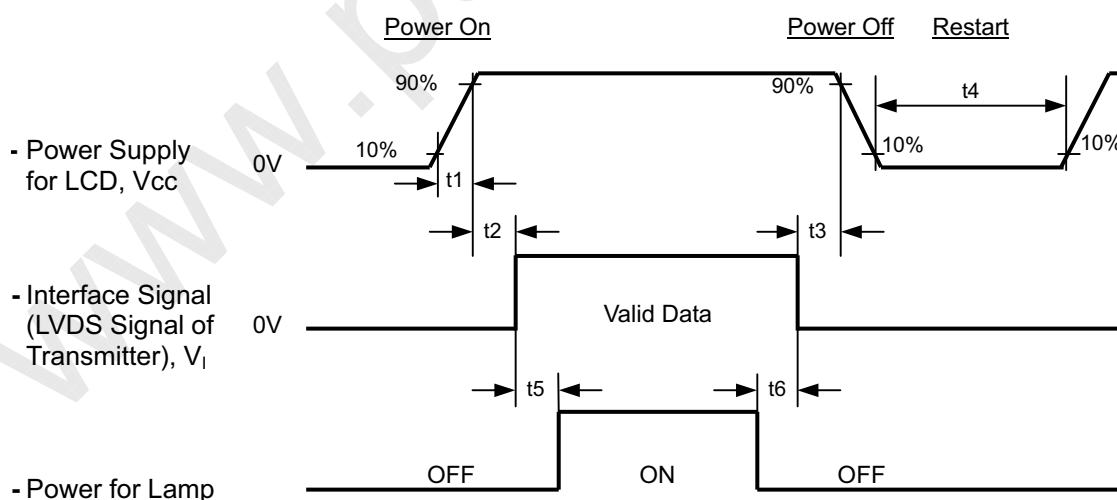 Power On
Power Off
Restart
90%
90%
t4
- Power Supply
for LCD, Vcc
0V
10%
10%
10%
t1
t2
t3
- Interface Signal
(LVDS Signal of
Transmitter), VI
0V
Valid Data
t5
t6
- Power for Lamp
OFF
ON
OFF
www.p